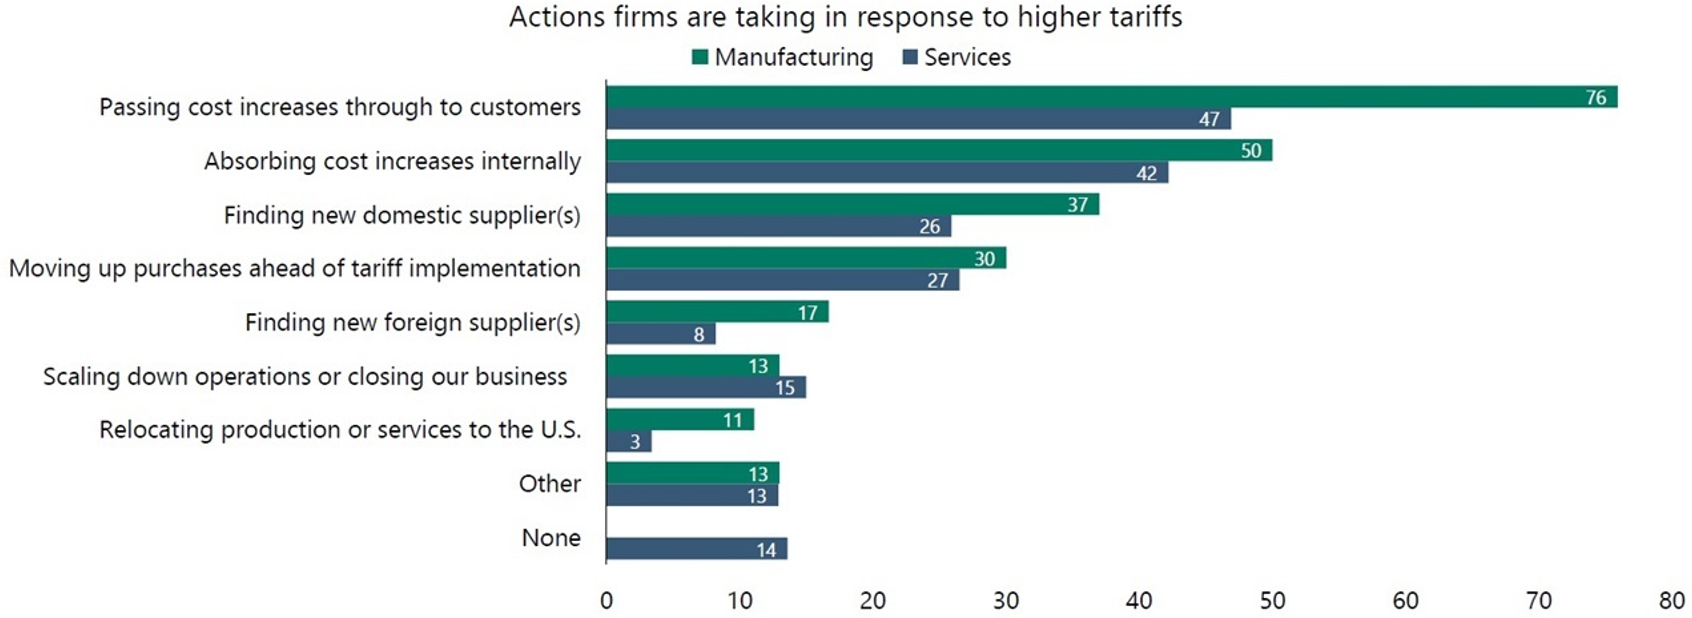 Actions firms are taking in response to higher tariffs
Manufacturing Services
Passing cost increases through to customers 76 47
Absorbing cost increases internally 50 42
Finding new domestic supplier(s) 37 26
Moving up purchases ahead of tariff implementation 30 27
Finding new foreign supplier(s) 17 8
Scaling down operations or closing our business 13 15
Relocating production or services to the U.S. 11 3
Other 13 13
None 14
0 10 20 30 40 50 60 70 80